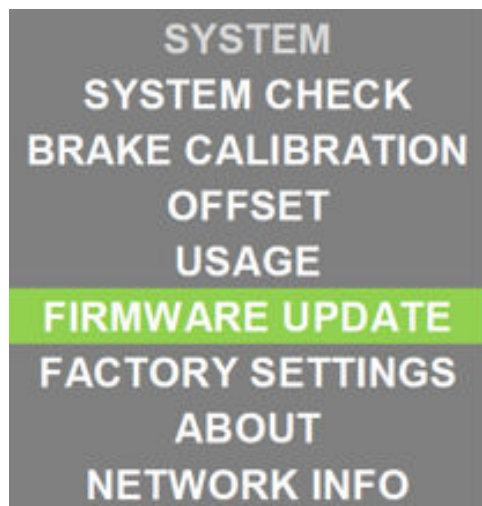 SYSTEM
SYSTEM CHECK
BRAKE CALIBRATION
OFFSET
USAGE
FIRMWARE UPDATE
FACTORY SETTINGS
ABOUT
NETWORK INFO